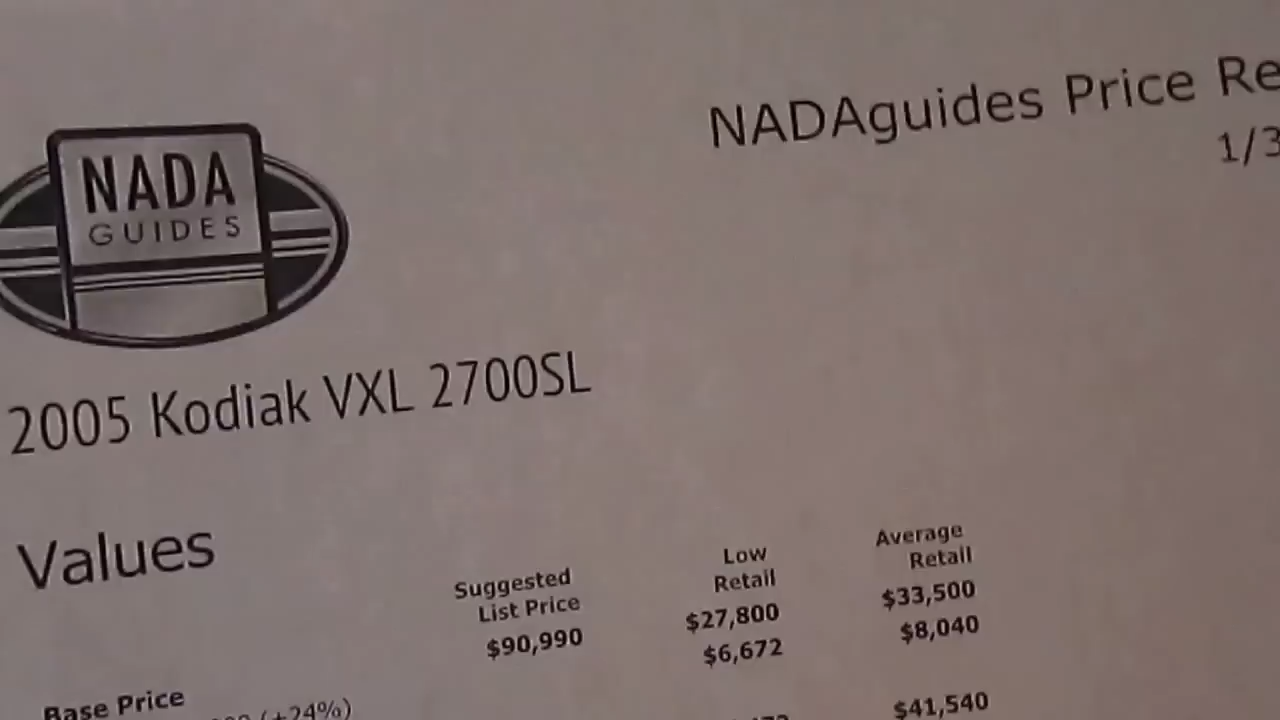 NADAguides Price Re
1/3
NADA
GUIDES
2005 Kodiak VXL 2700SL
Values
Suggested
List Price
Low
Retail
Average
Retail
Base Price
$90,990
$27,800
$33,500
(+24%)
$6,672
$8,040
$41,540